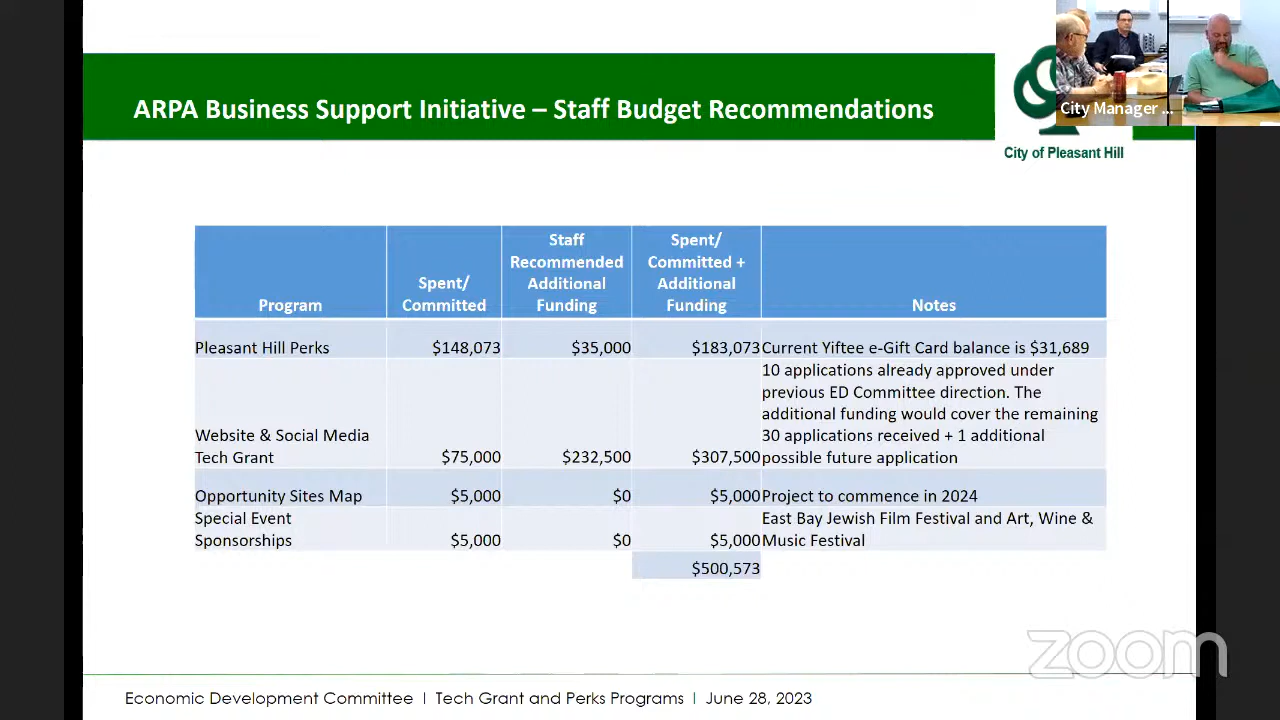 ARPA Business Support Initiative – Staff Budget Recommendations
City Manager ...
City of Pleasant Hill
Program
Spent/
Committed
Staff
Recommended
Additional
Funding
Spent/
Committed +
Additional
Funding
Notes
Pleasant Hill Perks
$148,073
$35,000
$183,073
Current Yiftee e-Gift Card balance is $31,689
Website & Social Media
Tech Grant
$75,000
$232,500
$307,500
10 applications already approved under
previous ED Committee direction. The
additional funding would cover the remaining
30 applications received + 1 additional
possible future application
Opportunity Sites Map
$5,000
$0
$5,000
Project to commence in 2024
Special Event
Sponsorships
$5,000
$0
$5,000
East Bay Jewish Film Festival and Art, Wine &
Music Festival
$500,573
zoom
Economic Development Committee | Tech Grant and Perks Programs | June 28, 2023